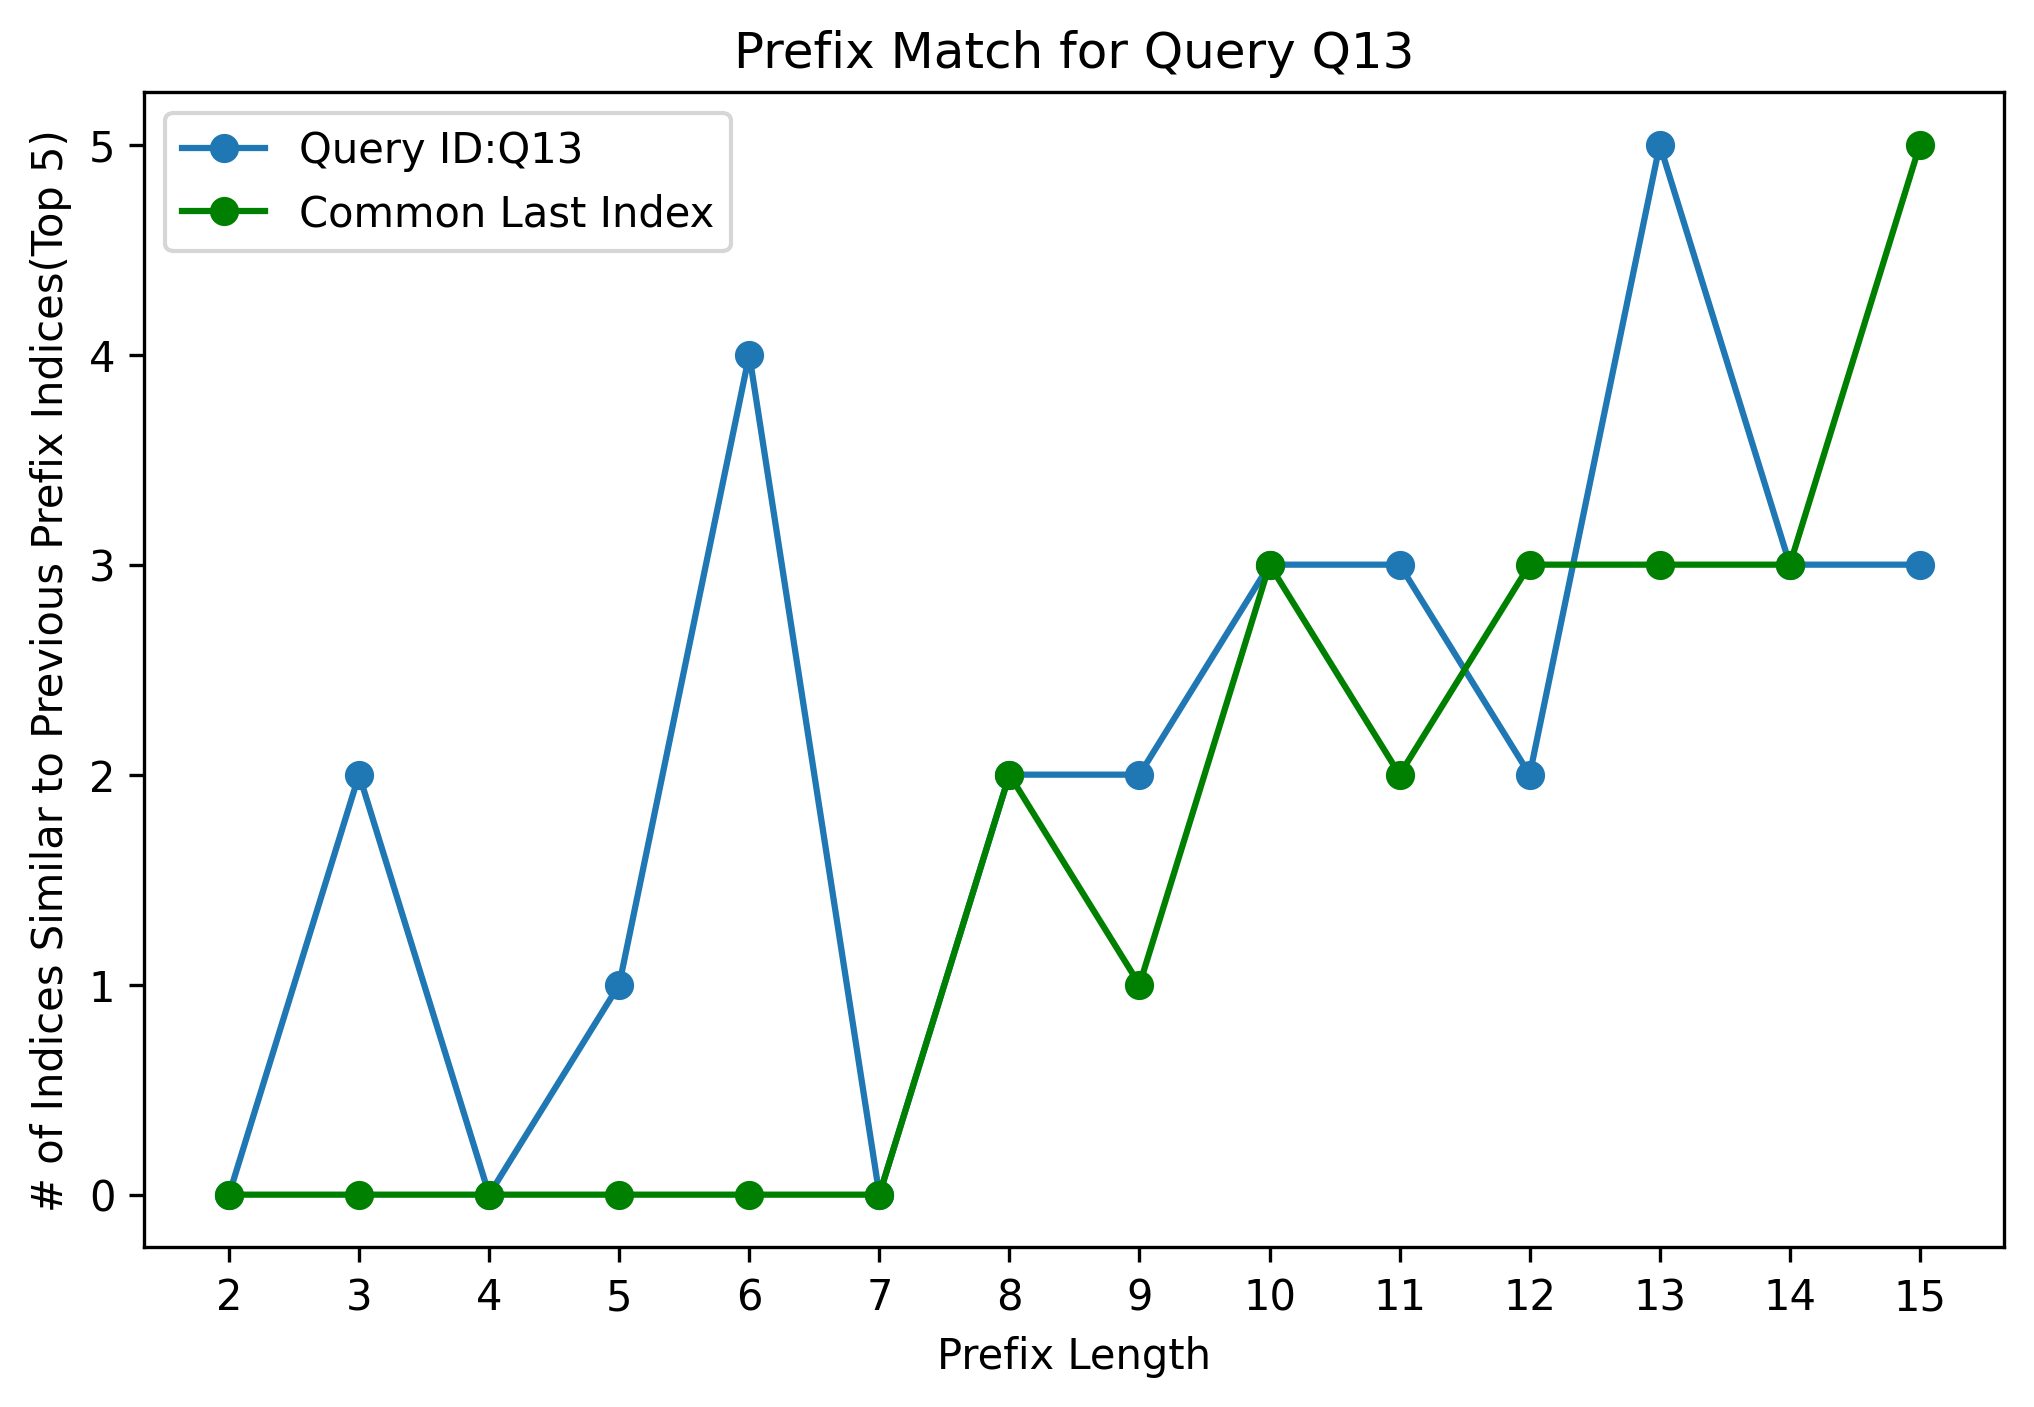 Prefix Match for Query Q13
Query ID:Q13
Common Last Index
# of Indices Similar to Previous Prefix Indices(Top 5)
5
4
3
2
1
0
2 3 4 5 6 7 8 9 10 11 12 13 14 15
Prefix Length